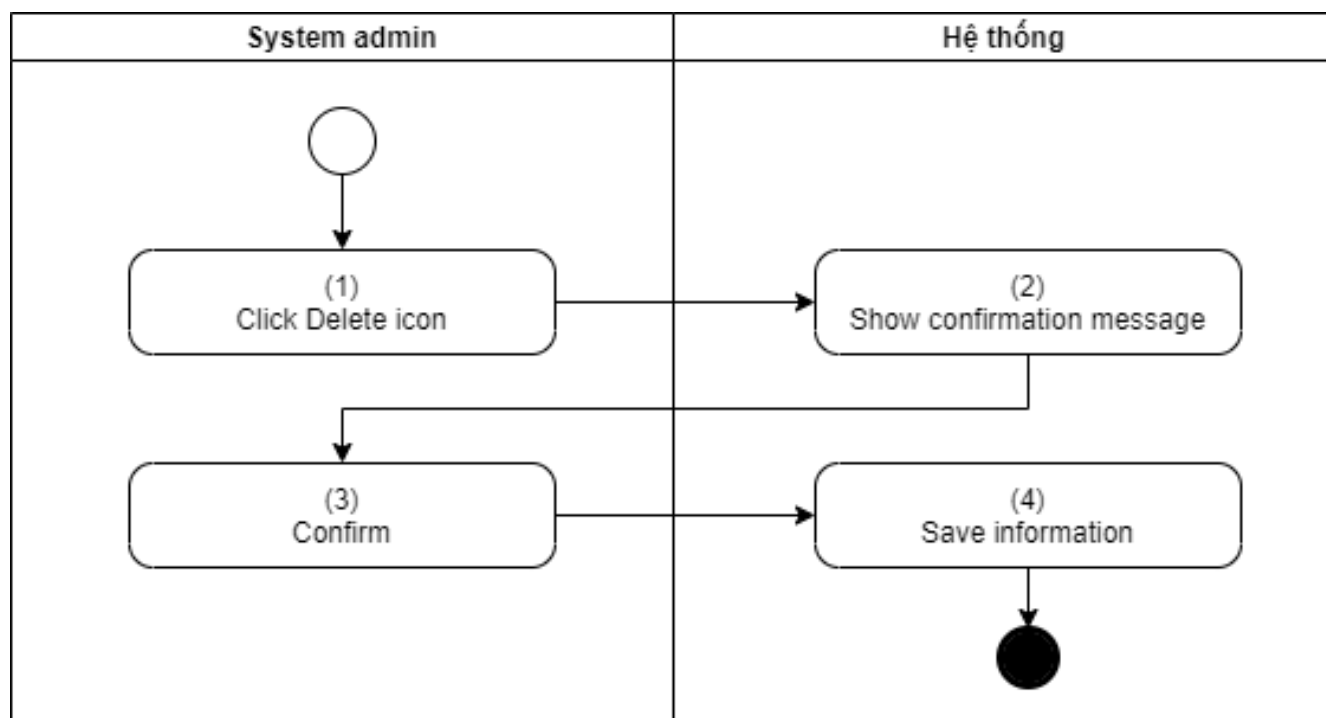 System admin
Hệ thống
(1)
Click Delete icon
(2)
Show confirmation message
(3)
Confirm
(4)
Save information